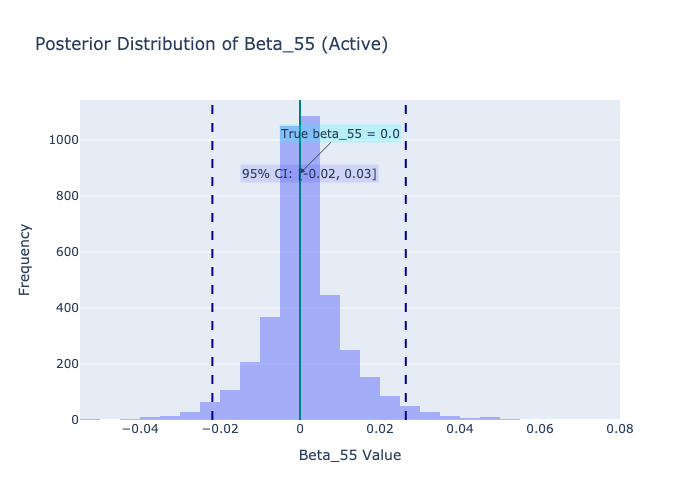 Posterior Distribution of Beta_55 (Active)
1000
800
600
400
200
0
True beta_55 = 0.0
95% CI: [-0.02, 0.03]
−0.04
−0.02
0
0.02
0.04
0.06
0.08
Beta_55 Value
Frequency